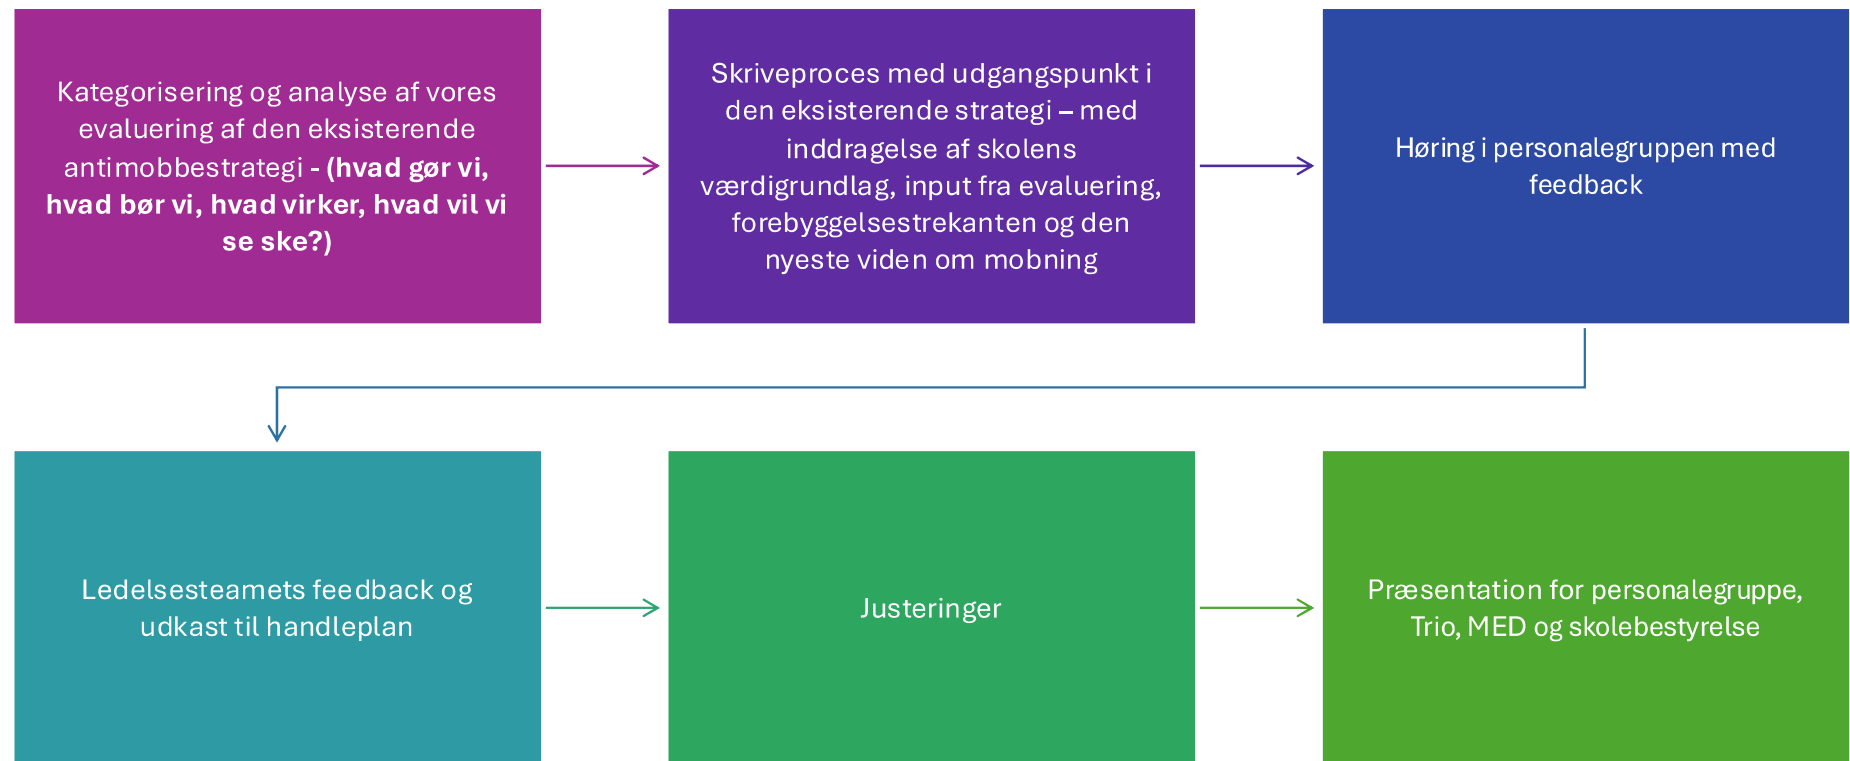 Kategorisering og analyse af vores
evaluering af den eksisterende
antimobbestrategi - (hvad gør vi,
hvad bør vi, hvad virker, hvad vil vi
se ske?)
Skriveproces med udgangspunkt i
den eksisterende strategi – med
inddragelse af skolens
værdigrundlag, input fra evaluering,
forebyggelsestrekanten og den
nyeste viden om mobning
Høring i personalegruppen med
feedback
Ledelsesteamets feedback og
udkast til handleplan
Justeringer
Præsentation for personalegruppe,
Trio, MED og skolebestyrelse